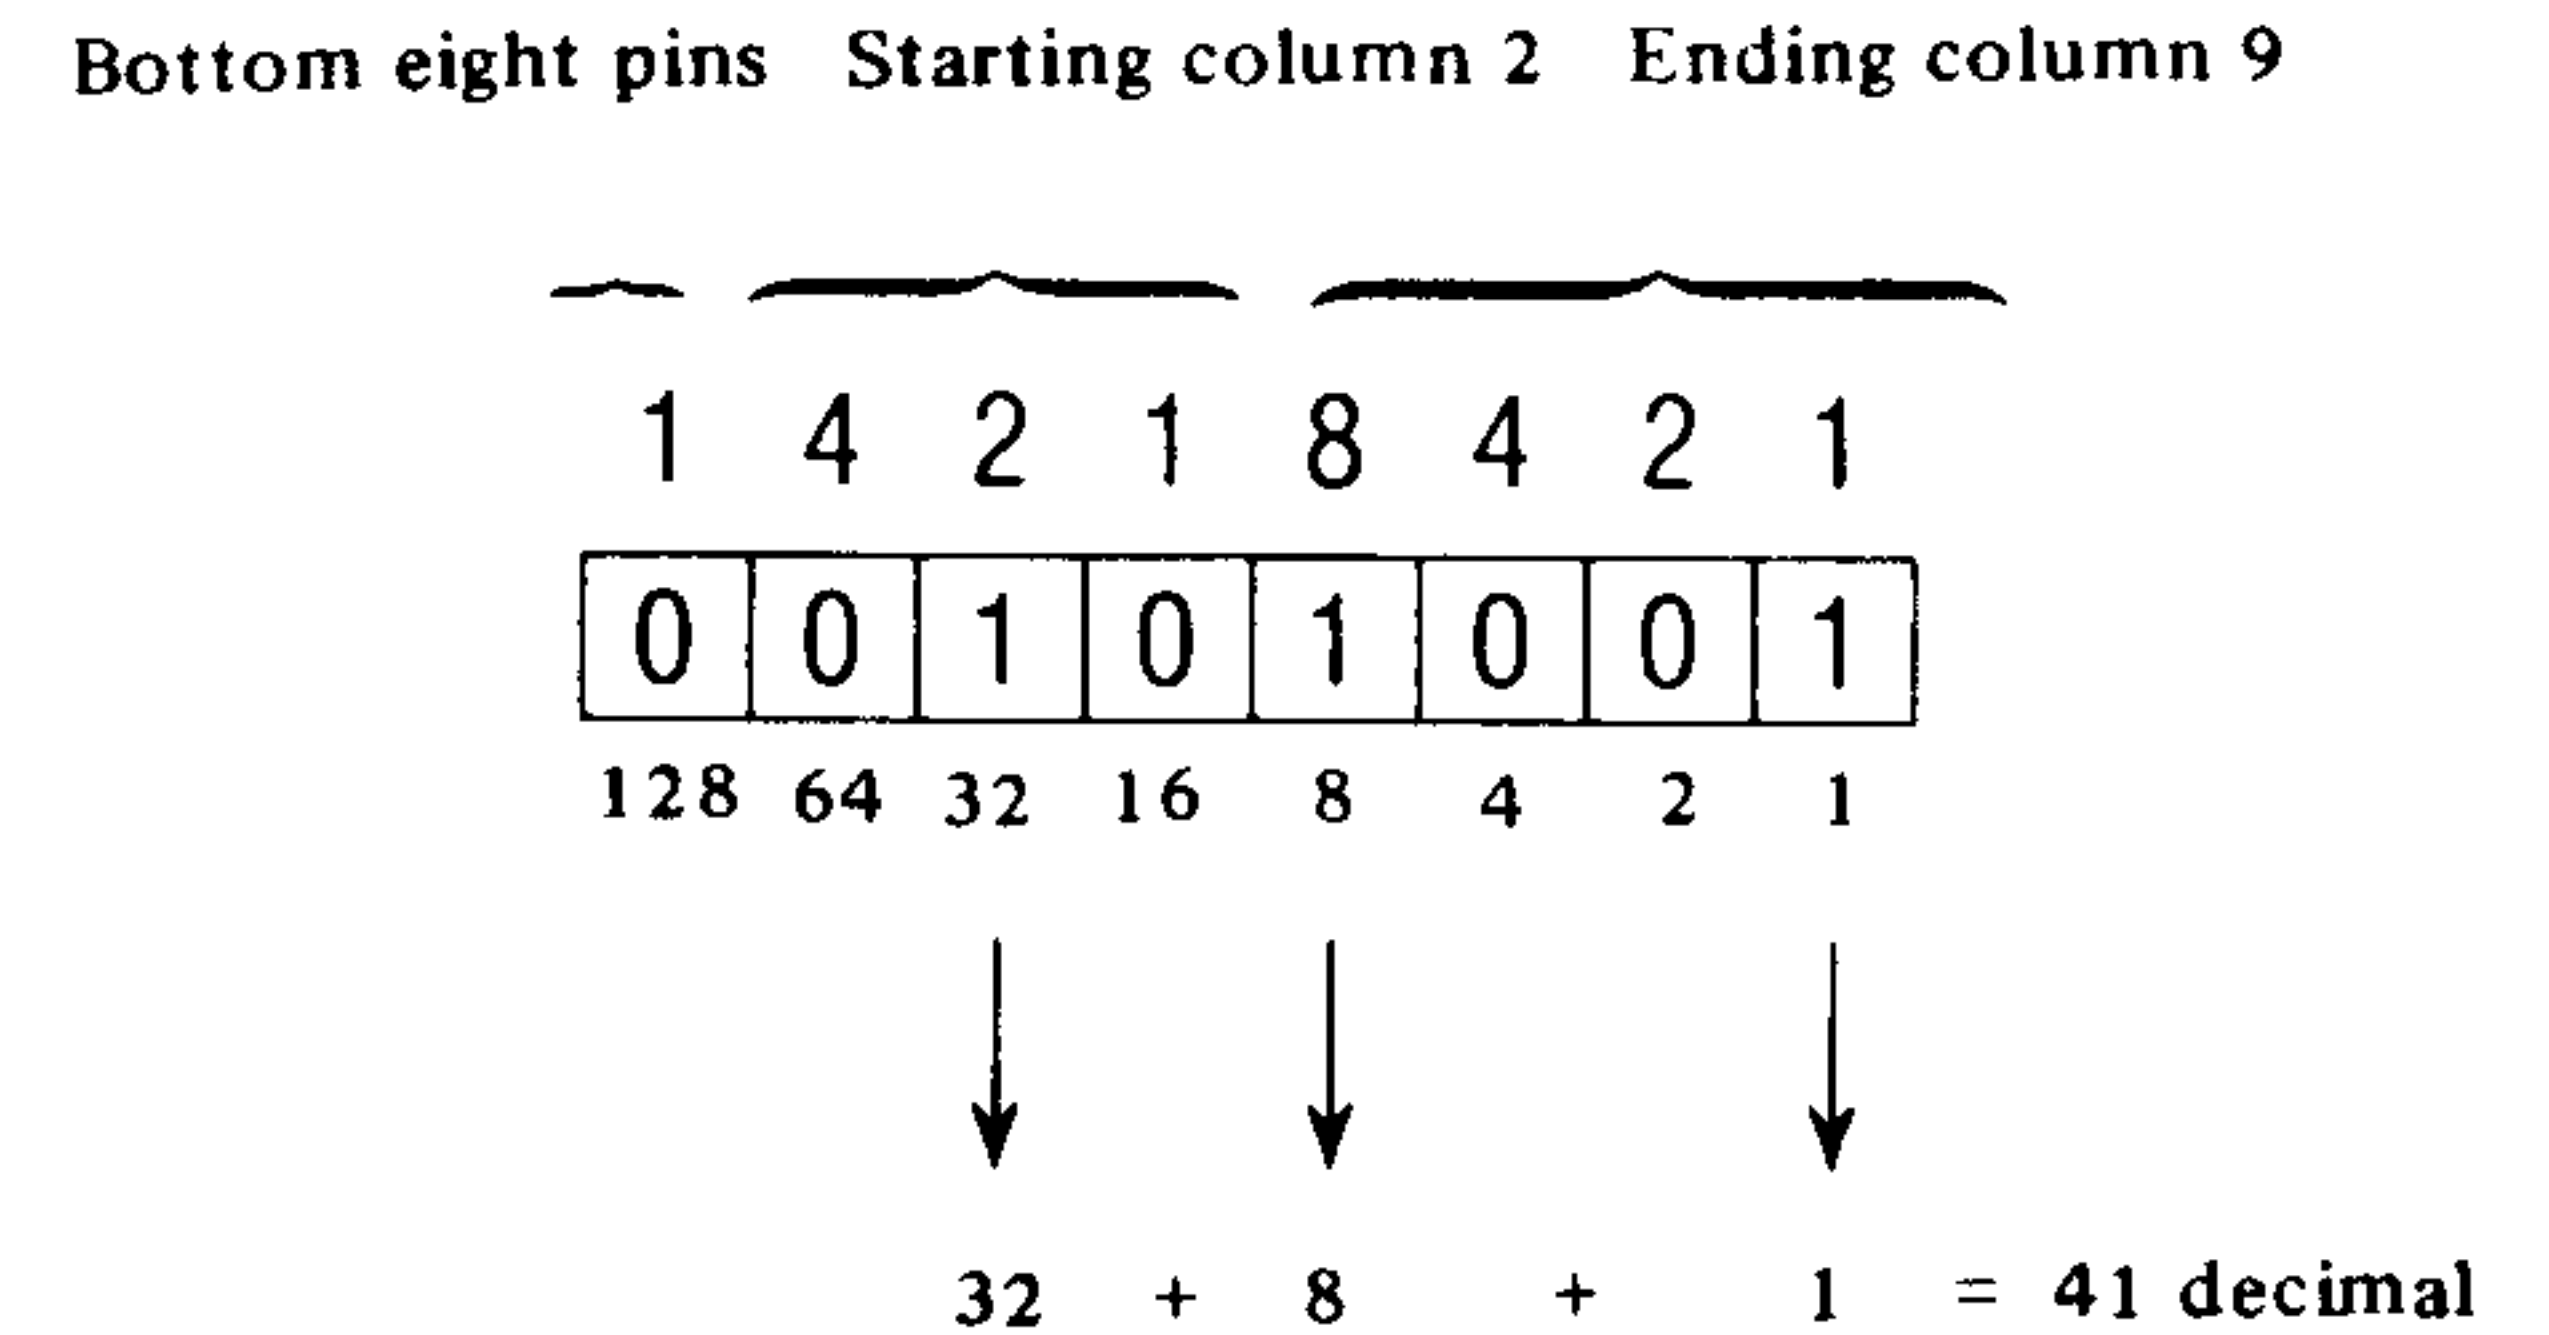 Bottom eight pins Starting column 2 Ending column 9
1 4 2 1 8 4 2 1
0 0 1 0 1 0 0 1
128 64 32 16 8 4 2 1
32 + 8 + 1 = 41 decimal